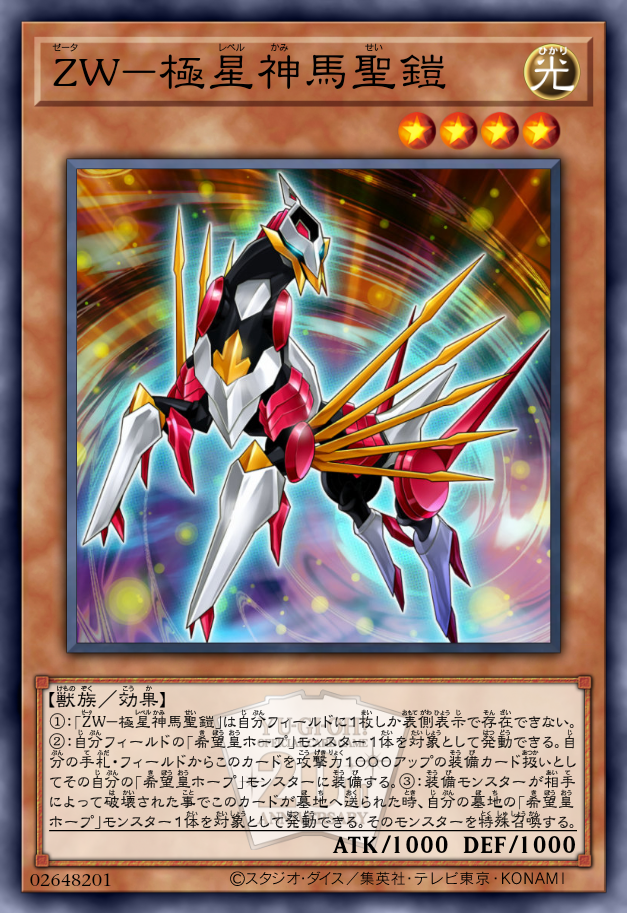 ZW－極星神馬聖鎧
光
【獣族／効果】
①：「ZW－極星神馬聖鎧」は自分フィールドに1枚しか表側表示で存在できない。
②：自分フィールドの「希望皇ホープ」モンスター1体を対象として発動できる。自
分の手札・フィールドからこのカードを攻撃力1000アップの装備カード扱いとし
てその自分の「希望皇ホープ」モンスターに装備する。③：装備モンスターが相手
によって破壊された事でこのカードが墓地へ送られた時、自分の墓地の「希望皇
ホープ」モンスター1体を対象として発動できる。そのモンスターを特殊召喚する。
ATK/1000 DEF/1000
02648201
©スタジオ・ダイス／集英社・テレビ東京・KONAMI